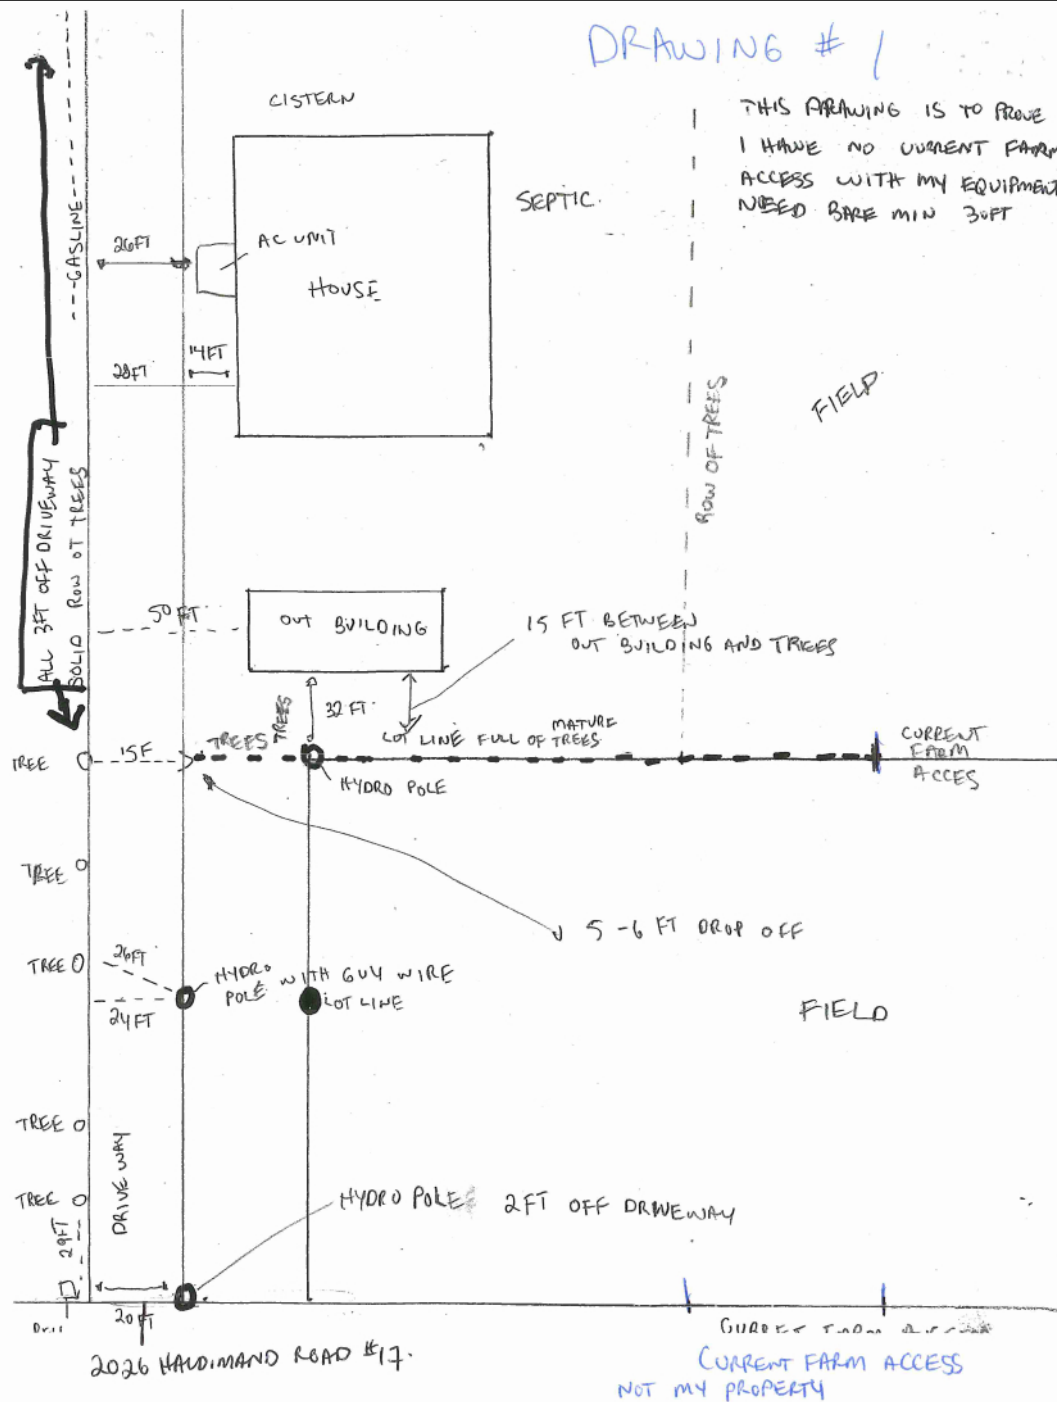 DRAWING # 1
THIS DRAWING IS TO PROVE
I HAVE NO CURRENT FARM
ACCESS WITH MY EQUIPMENT
NEED BARE MIN 30FT
CISTERN
SEPTIC.
GASLINE
26FT
AC UNIT
HOUSE
14FT
28FT
FIELD
ROW OF TREES
ALL 3FT OFF DRIVEWAY
SOLID ROW OT TREES
50 FT
OUT BUILDING
15 FT BETWEEN
OUT BUILDING AND TREES
TREES
32 FT
MATURE
TREES
LOT LINE FULL OF TREES
CURRENT
FARM
ACCES
TREE
15F
HYDRO POLE
TREE
5-6 FT DROP OFF
TREE
26FT
HYDRO
POLE WITH GUY WIRE
LOT LINE
24FT
FIELD
TREE
DRIVE WAY
TREE
HYDRO POLE 2FT OFF DRIVEWAY
29FT
20FT
2026 HALDIMAND ROAD #17.
CURRENT FARM ACCESS
NOT MY PROPERTY